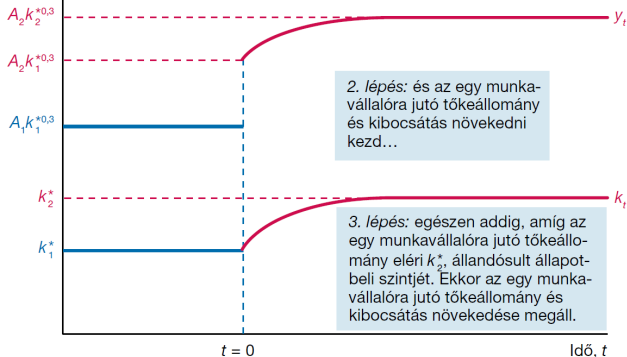 A₂k₂*⁰·³
yₜ
A₂k₁*⁰·³
2. lépés: és az egy munka-
vállalóra jutó tőkeállomány
és kibocsátás növekedni
kezd…
A₁k₁*⁰·³
k₂*
kₜ
3. lépés: egészen addig, amíg az
egy munkavállalóra jutó tőkeállo-
mány eléri k₂*, állandósult állapot-
beli szintjét. Ekkor az egy munka-
vállalóra jutó tőkeállomány és
kibocsátás növekedése megáll.
k₁*
t = 0
Idő, t